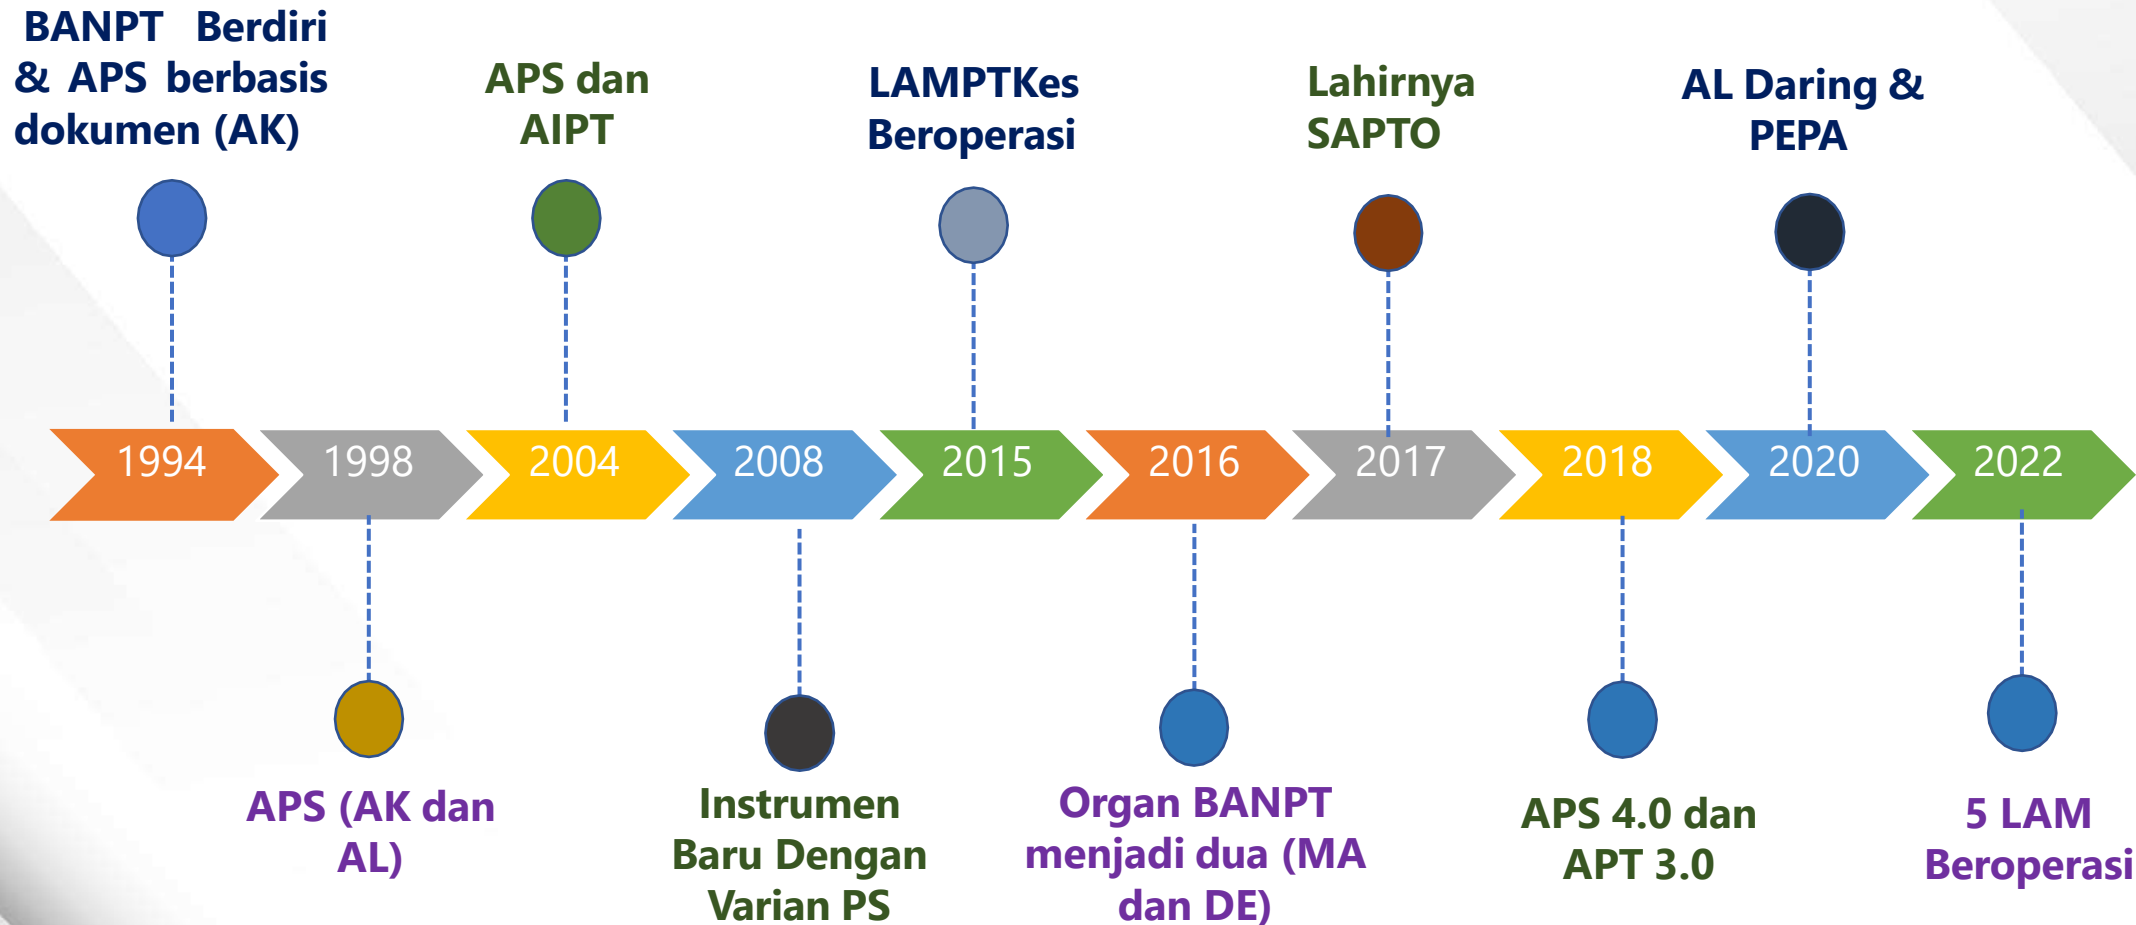 BANPT Berdiri
& APS berbasis
dokumen (AK)
APS dan
AIPT
LAMPTKes
Beroperasi
Lahirnya
SAPTO
AL Daring &
PEPA
1994
1998
2004
2008
2015
2016
2017
2018
2020
2022
APS (AK dan
AL)
Instrumen
Baru Dengan
Varian PS
Organ BANPT
menjadi dua (MA
dan DE)
APS 4.0 dan
APT 3.0
5 LAM
Beroperasi